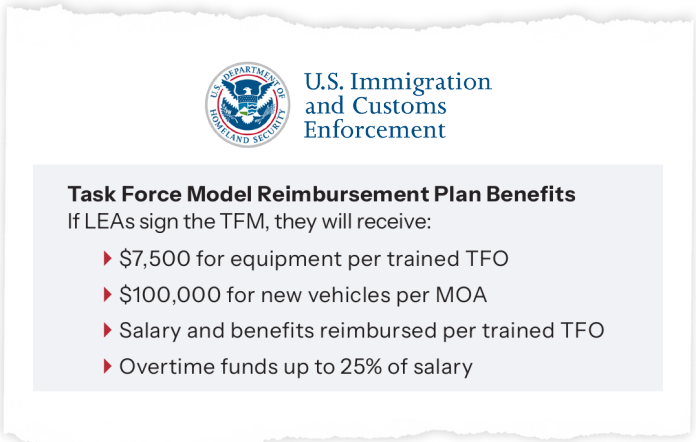 U.S. DEPARTMENT OF
HOMELAND SECURITY
U.S. Immigration
and Customs
Enforcement
Task Force Model Reimbursement Plan Benefits
If LEAs sign the TFM, they will receive:
$7,500 for equipment per trained TFO
$100,000 for new vehicles per MOA
Salary and benefits reimbursed per trained TFO
Overtime funds up to 25% of salary